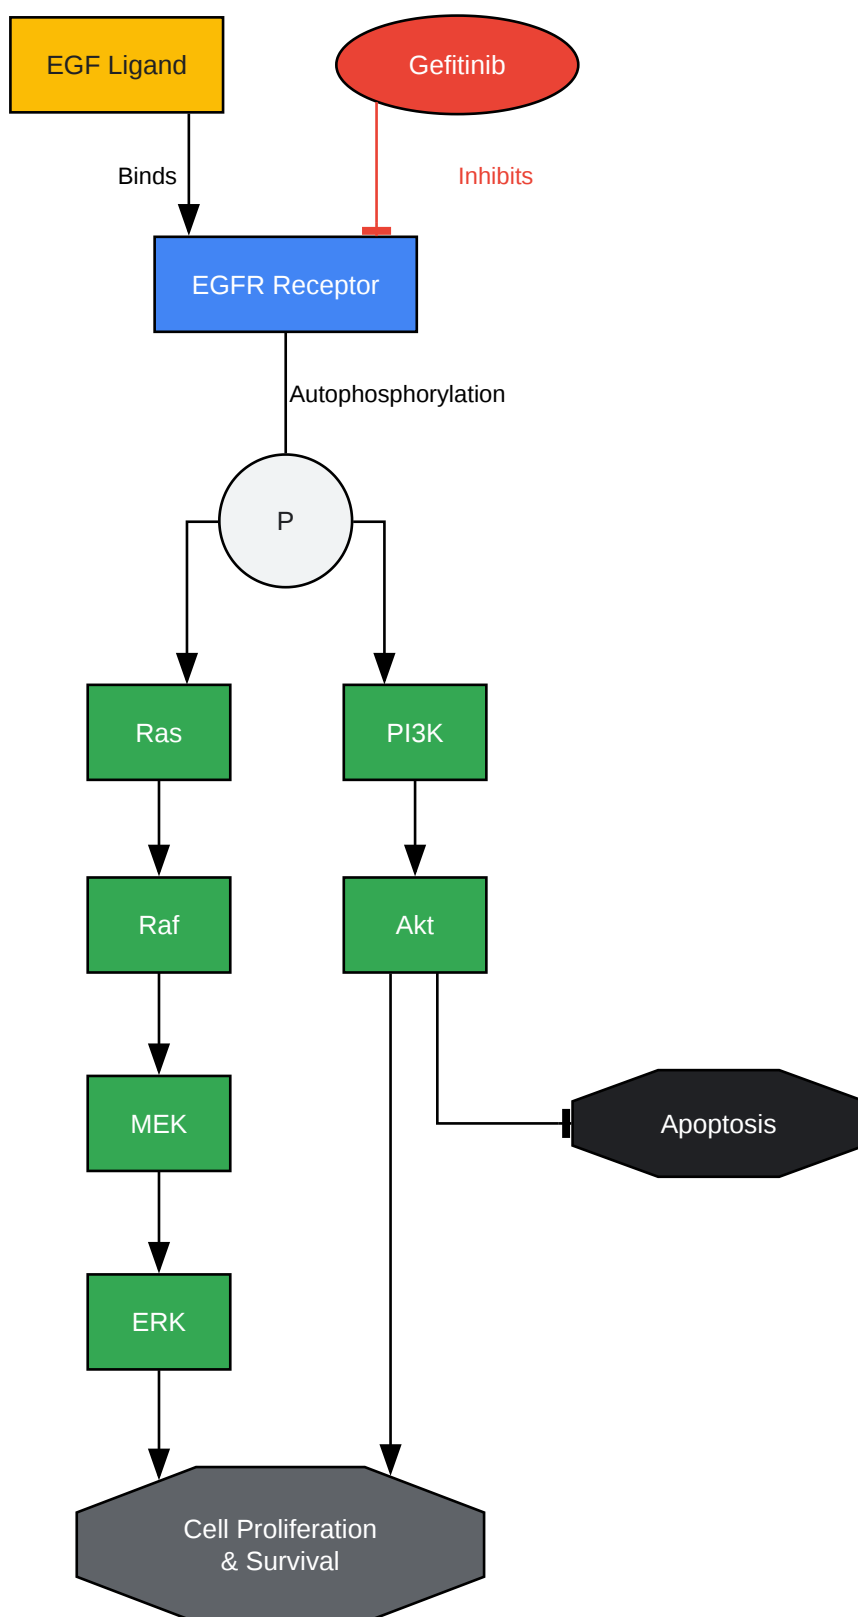 EGF Ligand
Gefitinib
Binds
Inhibits
EGFR Receptor
Autophosphorylation
P
Ras
PI3K
Raf
Akt
MEK
Apoptosis
ERK
Cell Proliferation
& Survival